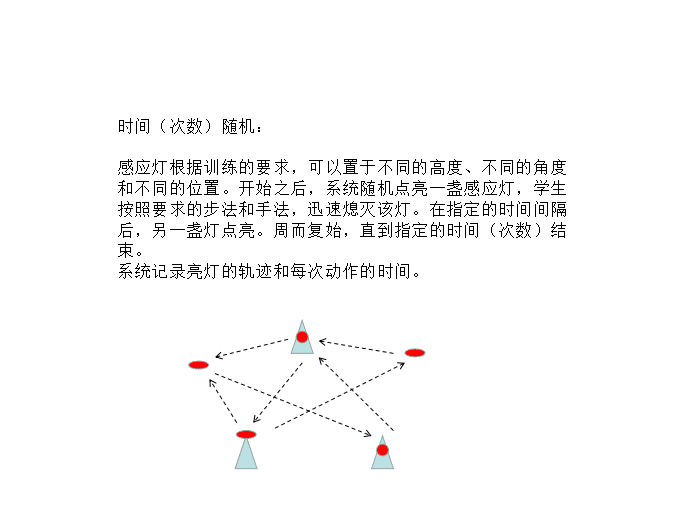 时间（次数）随机：
感应灯根据训练的要求，可以置于不同的高度、不同的角度
和不同的位置。开始之后，系统随机点亮一盏感应灯，学生
按照要求的步法和手法，迅速熄灭该灯。在指定的时间间隔
后，另一盏灯点亮。周而复始，直到指定的时间（次数）结
束。
系统记录亮灯的轨迹和每次动作的时间。